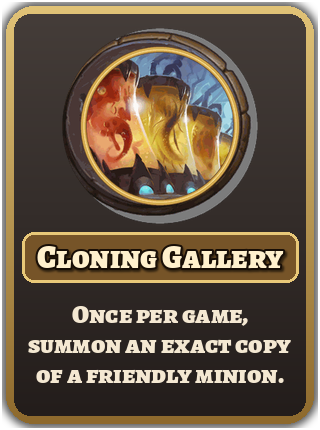 Cloning Gallery
Once per game,
summon an exact copy
of a friendly minion.